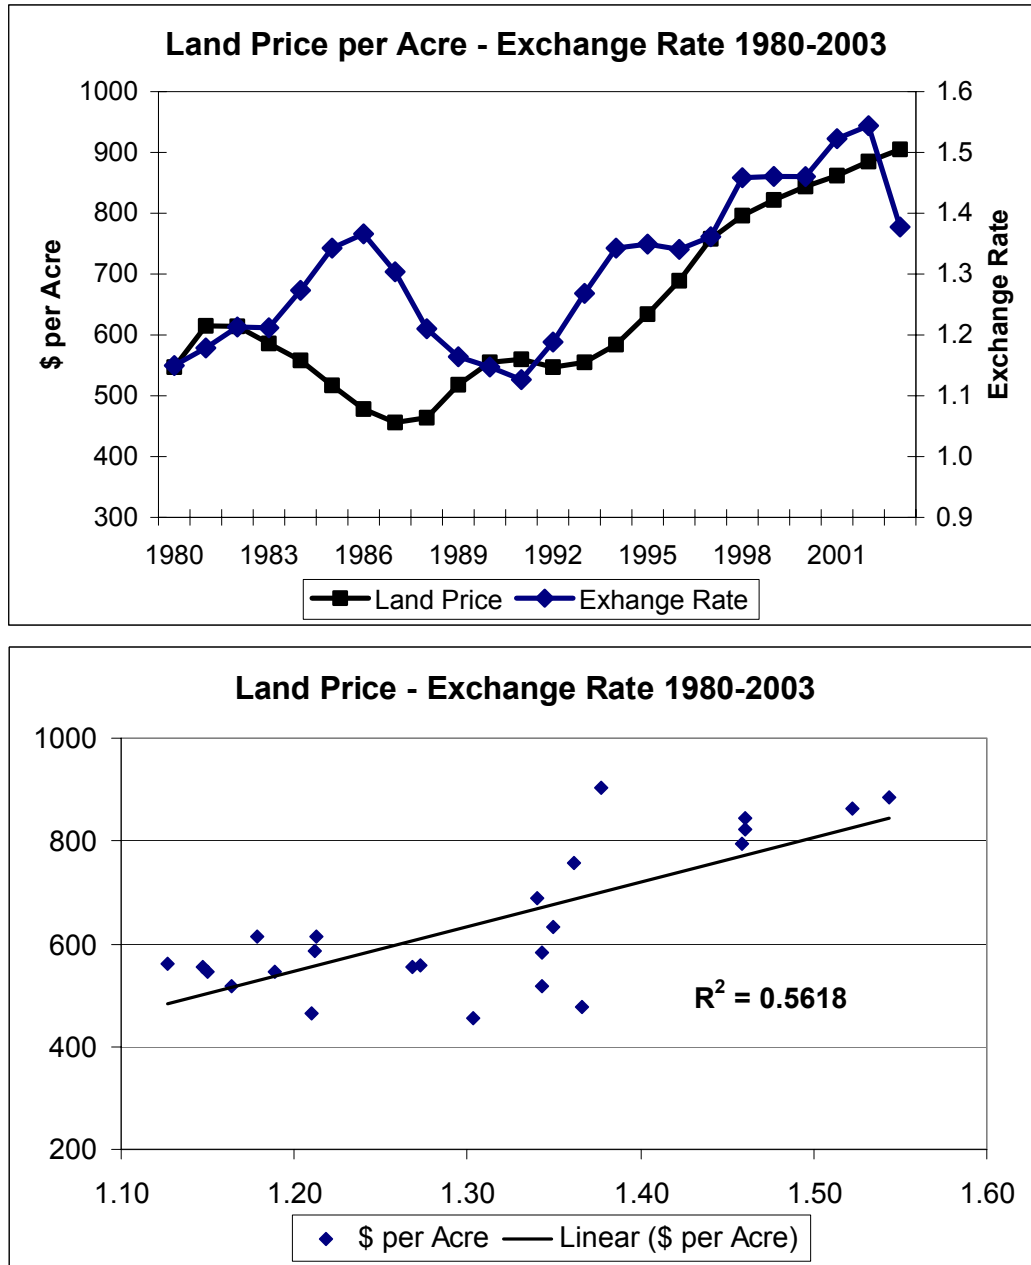 Land Price per Acre - Exchange Rate 1980-2003
$ per Acre
1000
900
800
700
600
500
400
300
1.6
1.5
1.4
1.3
1.2
1.1
1.0
0.9
Exchange Rate
1980 1983 1986 1989 1992 1995 1998 2001
Land Price Exhange Rate
Land Price - Exchange Rate 1980-2003
1000
800
600
400
200
R² = 0.5618
1.10 1.20 1.30 1.40 1.50 1.60
$ per Acre Linear ($ per Acre)